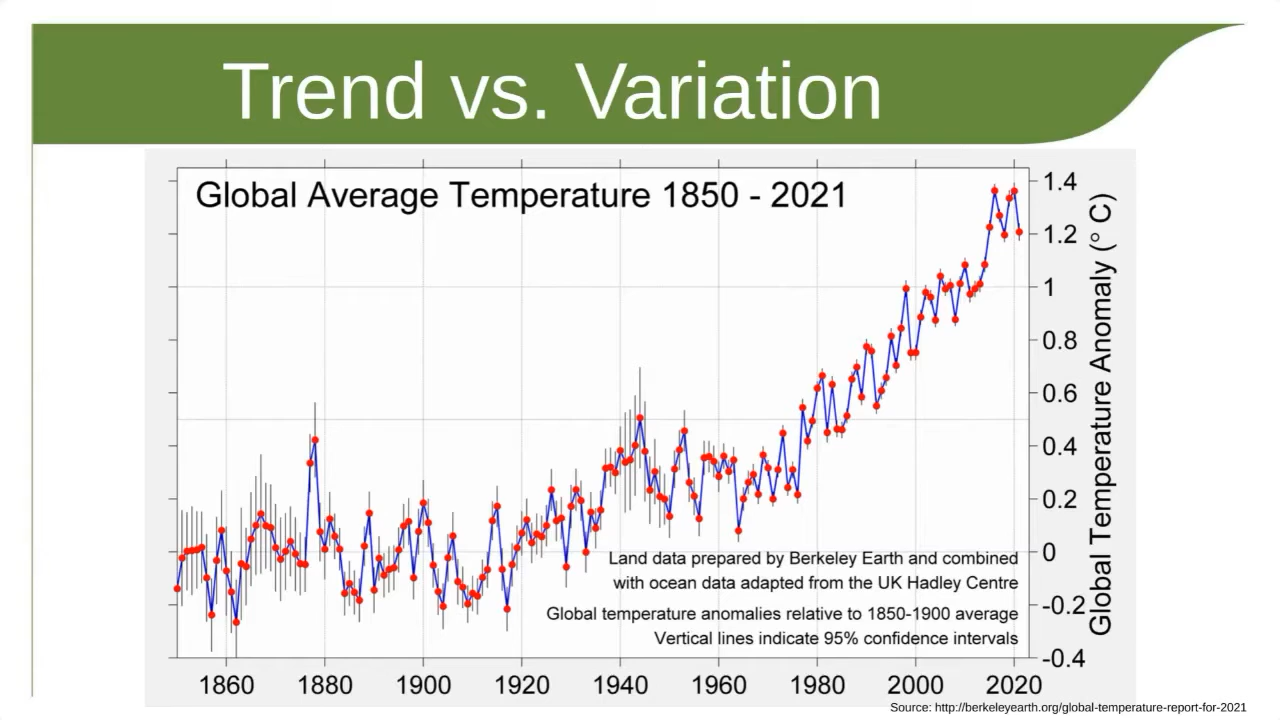 Trend vs. Variation
Global Average Temperature 1850 - 2021
1.4
1.2
1
0.8
0.6
0.4
0.2
0
-0.2
-0.4
Global Temperature Anomaly (° C)
Land data prepared by Berkeley Earth and combined
with ocean data adapted from the UK Hadley Centre
Global temperature anomalies relative to 1850-1900 average
Vertical lines indicate 95% confidence intervals
1860 1880 1900 1920 1940 1960 1980 2000 2020
Source: http://berkeleyearth.org/global-temperature-report-for-2021